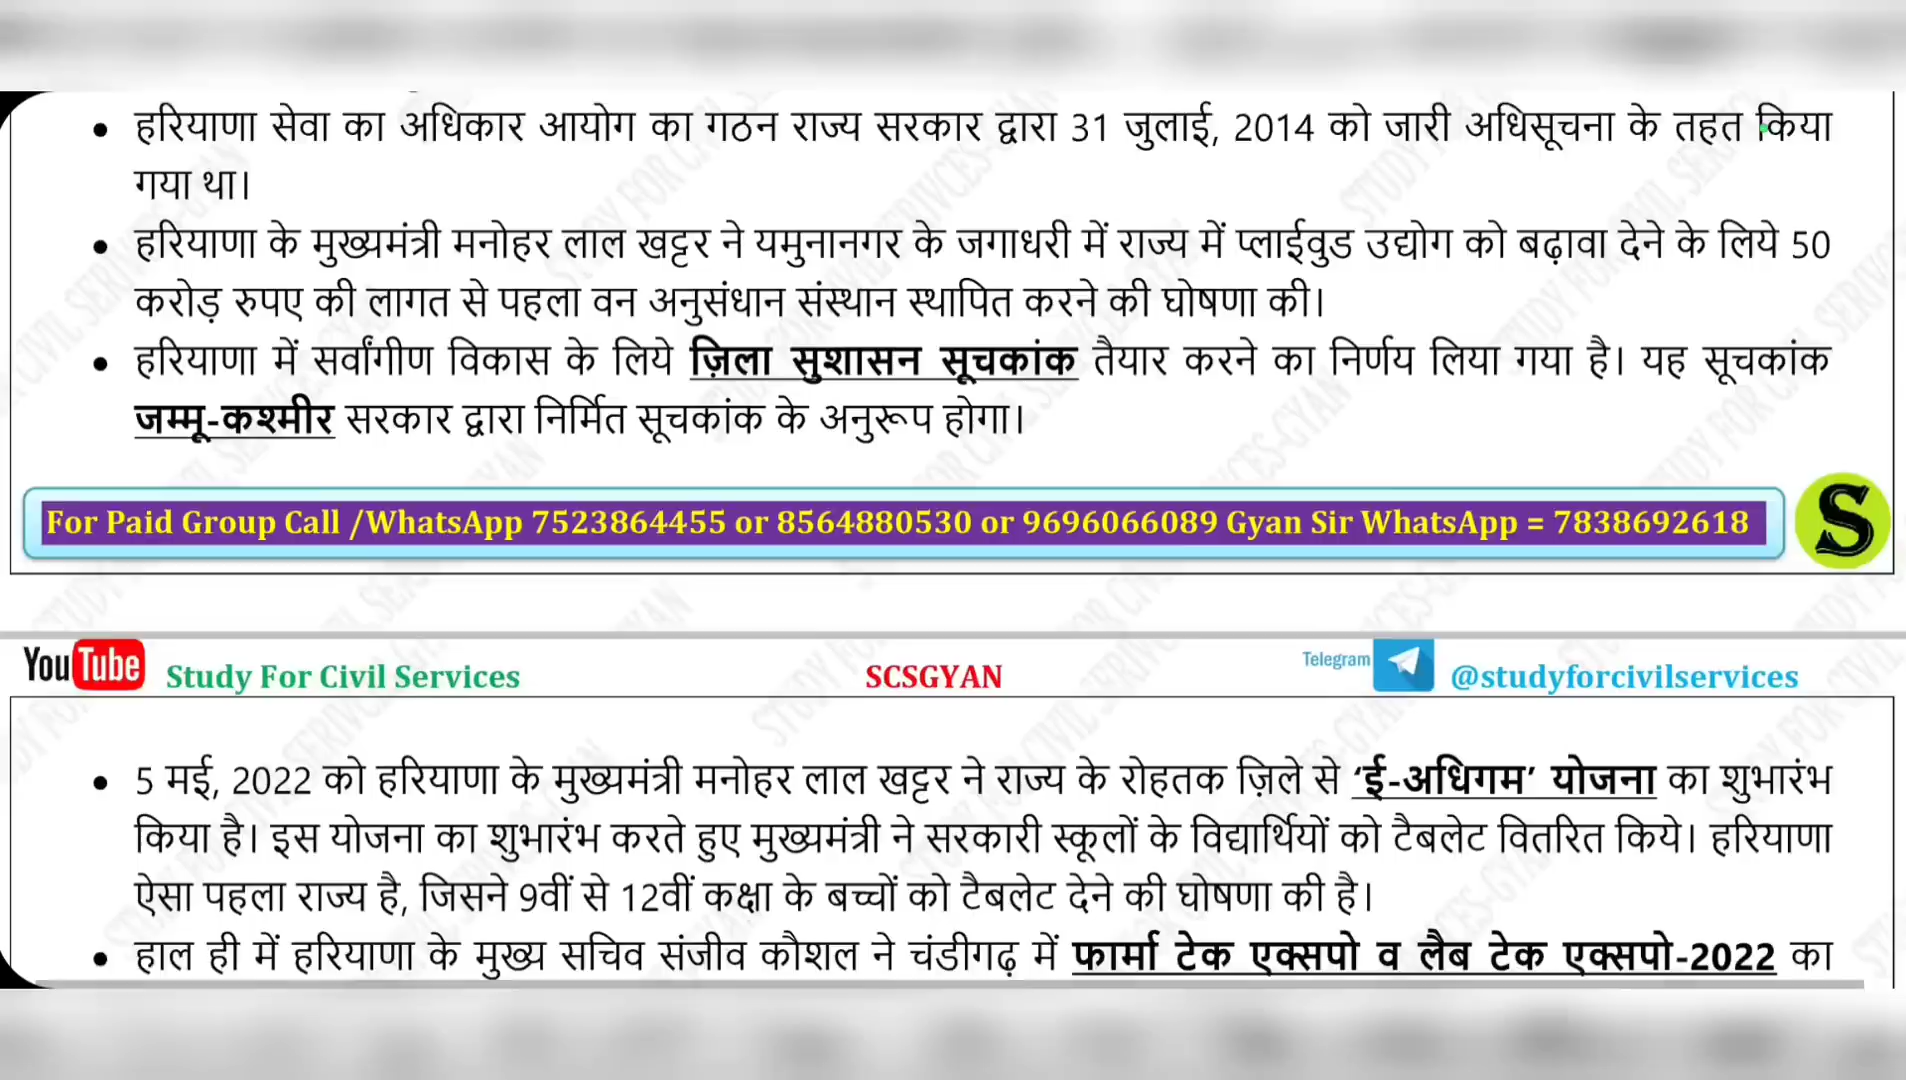 • हरियाणा सेवा का अधिकार आयोग का गठन राज्य सरकार द्वारा 31 जुलाई, 2014 को जारी अधिसूचना के तहत किया
गया था।
• हरियाणा के मुख्यमंत्री मनोहर लाल खट्टर ने यमुनानगर के जगाधरी में राज्य में प्लाईवुड उद्योग को बढ़ावा देने के लिये 50
करोड़ रुपए की लागत से पहला वन अनुसंधान संस्थान स्थापित करने की घोषणा की।
• हरियाणा में सर्वांगीण विकास के लिये ज़िला सुशासन सूचकांक तैयार करने का निर्णय लिया गया है। यह सूचकांक
जम्मू-कश्मीर सरकार द्वारा निर्मित सूचकांक के अनुरूप होगा।
For Paid Group Call /WhatsApp 7523864455 or 8564880530 or 9696066089 Gyan Sir WhatsApp = 7838692618
S
YouTube Study For Civil Services SCSGYAN Telegram @studyforcivilservices
• 5 मई, 2022 को हरियाणा के मुख्यमंत्री मनोहर लाल खट्टर ने राज्य के रोहतक ज़िले से ‘ई-अधिगम’ योजना का शुभारंभ
किया है। इस योजना का शुभारंभ करते हुए मुख्यमंत्री ने सरकारी स्कूलों के विद्यार्थियों को टैबलेट वितरित किये। हरियाणा
ऐसा पहला राज्य है, जिसने 9वीं से 12वीं कक्षा के बच्चों को टैबलेट देने की घोषणा की है।
• हाल ही में हरियाणा के मुख्य सचिव संजीव कौशल ने चंडीगढ़ में फार्मा टेक एक्सपो व लैब टेक एक्सपो-2022 का